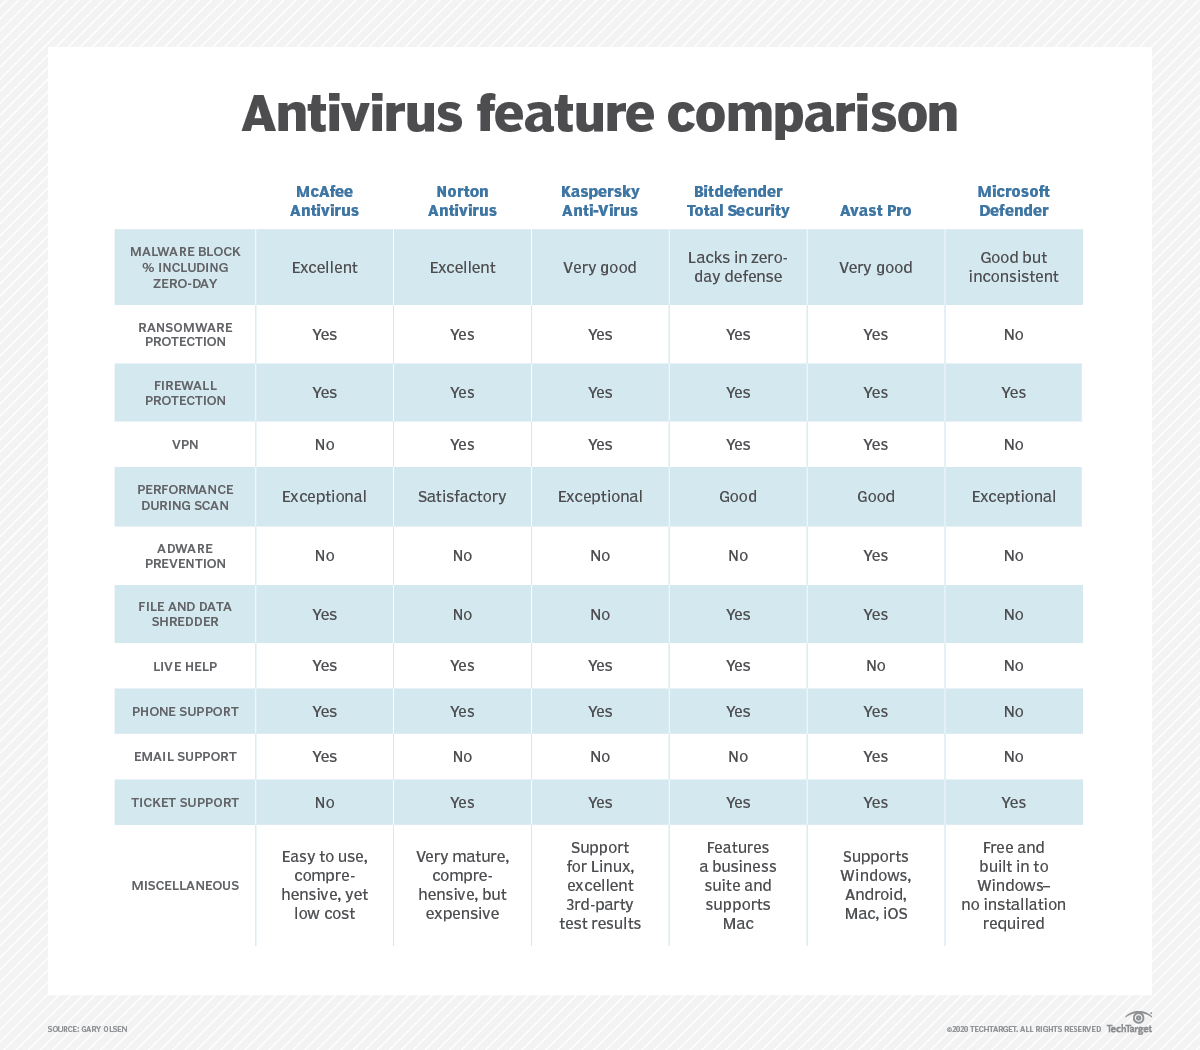 Antivirus feature comparison
McAfee
Antivirus
Norton
Antivirus
Kaspersky
Anti-Virus
Bitdefender
Total Security
Avast Pro
Microsoft
Defender
MALWARE BLOCK
% INCLUDING
ZERO-DAY
Excellent
Excellent
Very good
Lacks in zero-
day defense
Very good
Good but
inconsistent
RANSOMWARE
PROTECTION
Yes
Yes
Yes
Yes
Yes
No
FIREWALL
PROTECTION
Yes
Yes
Yes
Yes
Yes
Yes
VPN
No
Yes
Yes
Yes
Yes
No
PERFORMANCE
DURING SCAN
Exceptional
Satisfactory
Exceptional
Good
Good
Exceptional
ADWARE
PREVENTION
No
No
No
No
Yes
No
FILE AND DATA
SHREDDER
Yes
No
No
Yes
Yes
No
LIVE HELP
Yes
Yes
Yes
Yes
No
No
PHONE SUPPORT
Yes
Yes
Yes
Yes
Yes
No
EMAIL SUPPORT
Yes
No
No
No
Yes
No
TICKET SUPPORT
No
Yes
Yes
Yes
Yes
Yes
MISCELLANEOUS
Easy to use,
compre-
hensive, yet
low cost
Very mature,
compre-
hensive, but
expensive
Support
for Linux,
excellent
3rd-party
test results
Features
a business
suite and
supports
Mac
Supports
Windows,
Android,
Mac, iOS
Free and
built in to
Windows–
no installation
required
SOURCE: GARY OLSEN
©2020 TECHTARGET. ALL RIGHTS RESERVED
TechTarget